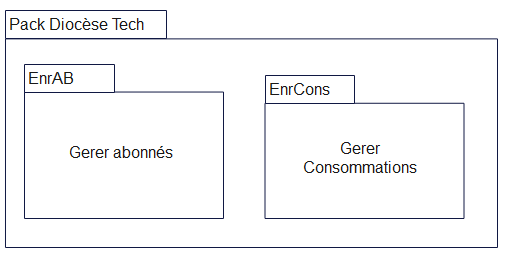 Pack Diocèse Tech
EnrAB
EnrCons
Gerer abonnés
Gerer
Consommations